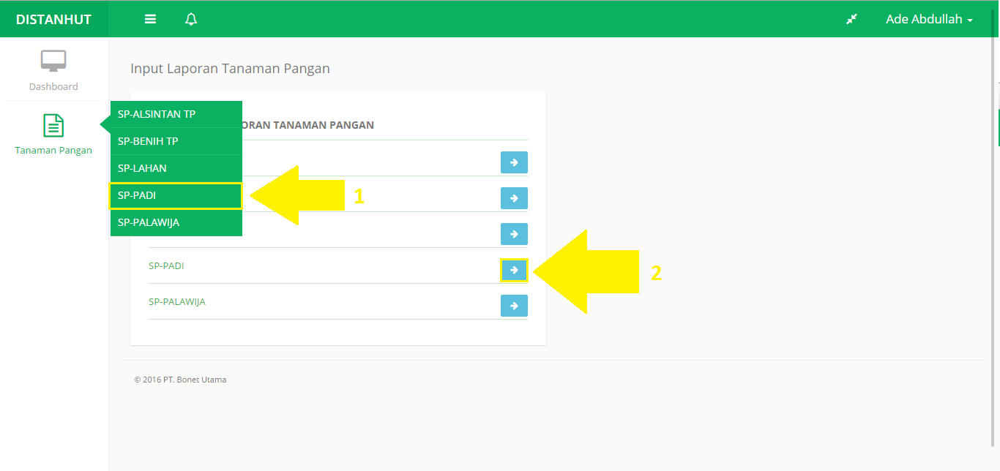 DISTANHUT
Ade Abdullah
Dashboard
Tanaman Pangan
Input Laporan Tanaman Pangan
SP-ALSINTAN TP
SP-BENIH TP
SP-LAHAN
SP-PADI
SP-PALAWIJA
ORAN TANAMAN PANGAN
1
SP-PADI
2
SP-PALAWIJA
© 2016 PT. Bonet Utama